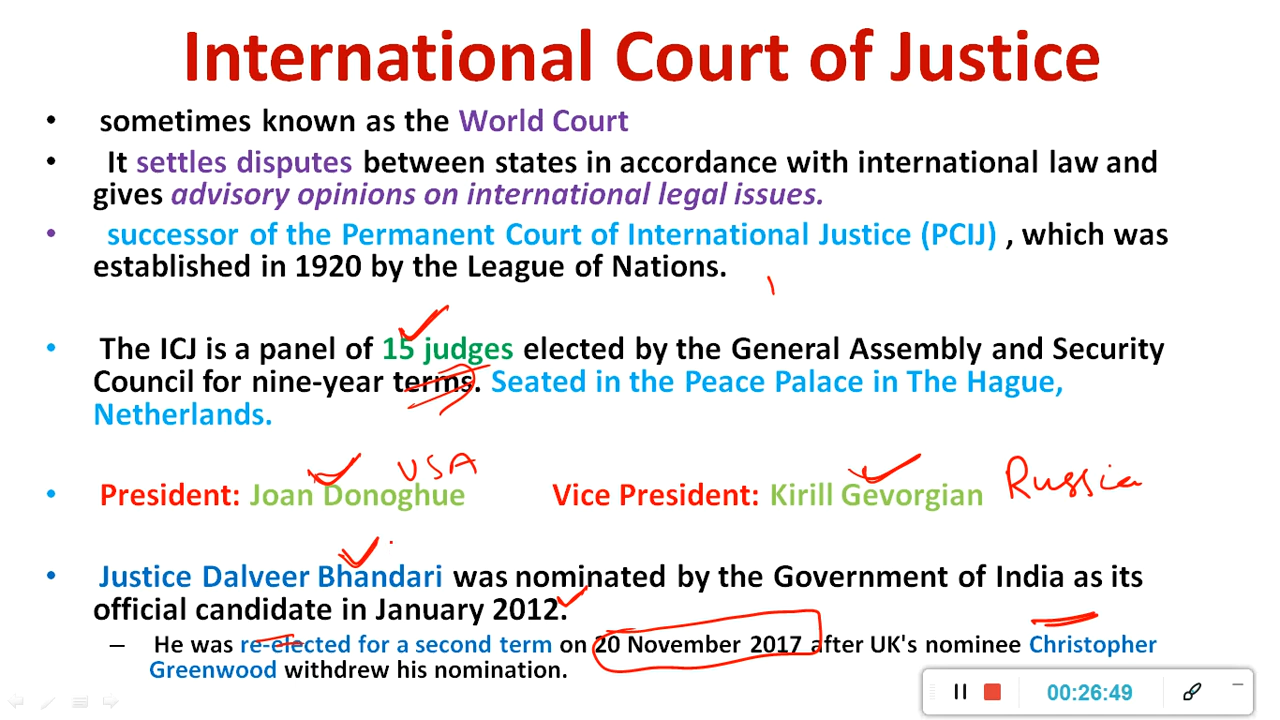 International Court of Justice
• sometimes known as the World Court
• It settles disputes between states in accordance with international law and
gives advisory opinions on international legal issues.
• successor of the Permanent Court of International Justice (PCIJ) , which was
established in 1920 by the League of Nations.
• The ICJ is a panel of 15 judges elected by the General Assembly and Security
Council for nine-year terms. Seated in the Peace Palace in The Hague,
Netherlands.
USA
• President: Joan Donoghue Vice President: Kirill Gevorgian Russia
• Justice Dalveer Bhandari was nominated by the Government of India as its
official candidate in January 2012.
– He was re-elected for a second term on 20 November 2017 after UK's nominee Christopher
Greenwood withdrew his nomination.
00:26:49